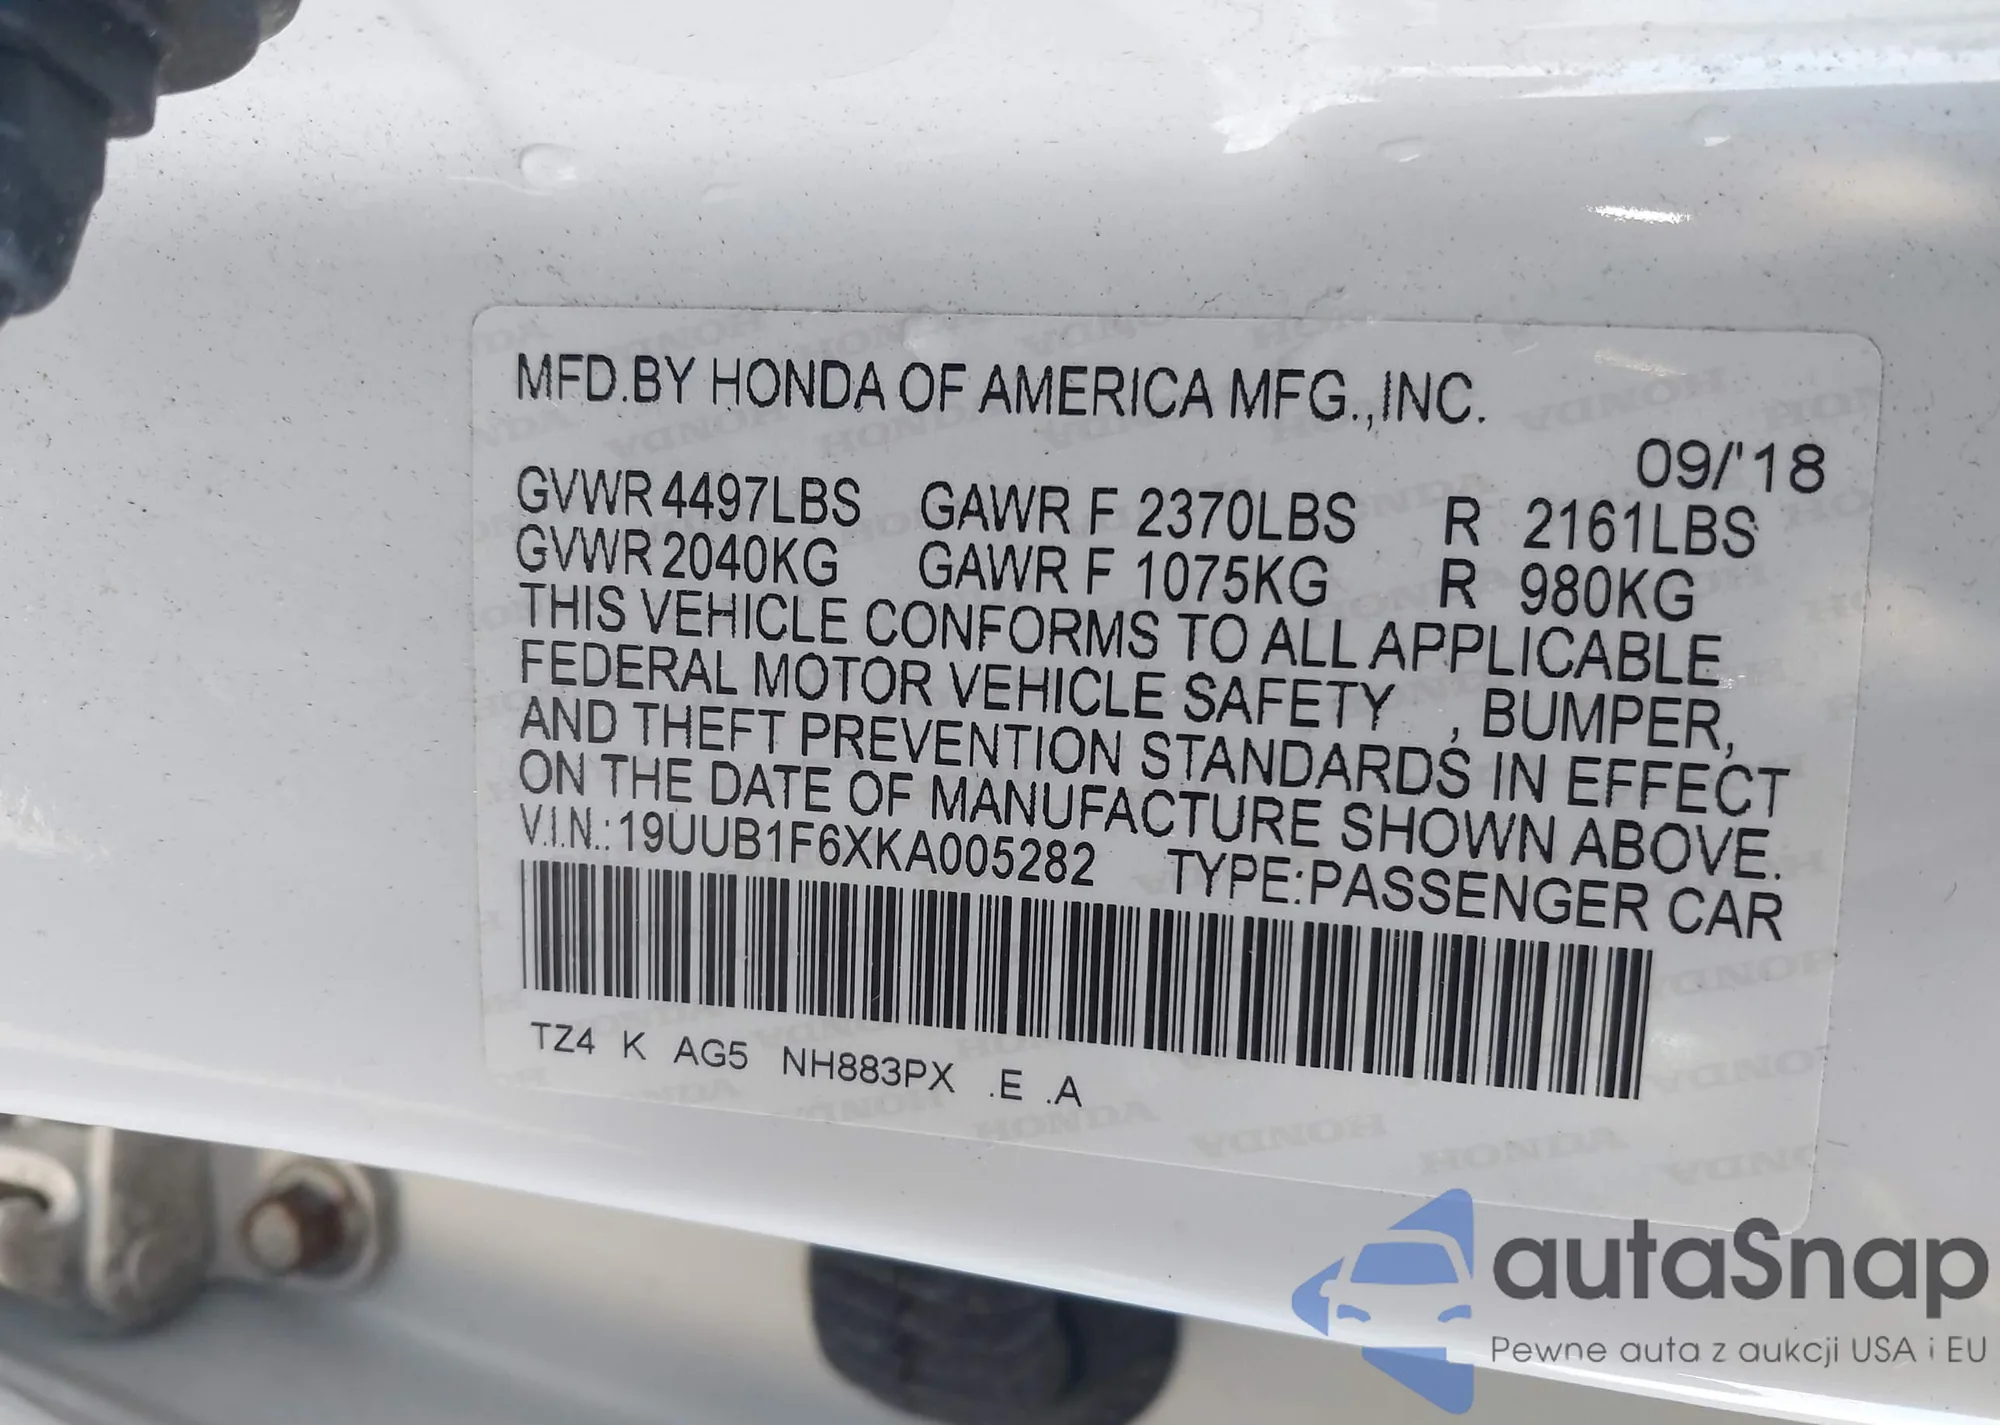 MFD.BY HONDA OF AMERICA MFG.,INC.
09/'18
GVWR 4497LBS GAWR F 2370LBS R 2161LBS
GVWR 2040KG GAWR F 1075KG R 980KG
THIS VEHICLE CONFORMS TO ALL APPLICABLE
FEDERAL MOTOR VEHICLE SAFETY , BUMPER,
AND THEFT PREVENTION STANDARDS IN EFFECT
ON THE DATE OF MANUFACTURE SHOWN ABOVE.
V.I.N.:19UUB1F6XKA005282 TYPE:PASSENGER CAR
TZ4 K AG5 NH883PX .E .A
autaSnap
Pewne auta z aukcji USA i EU